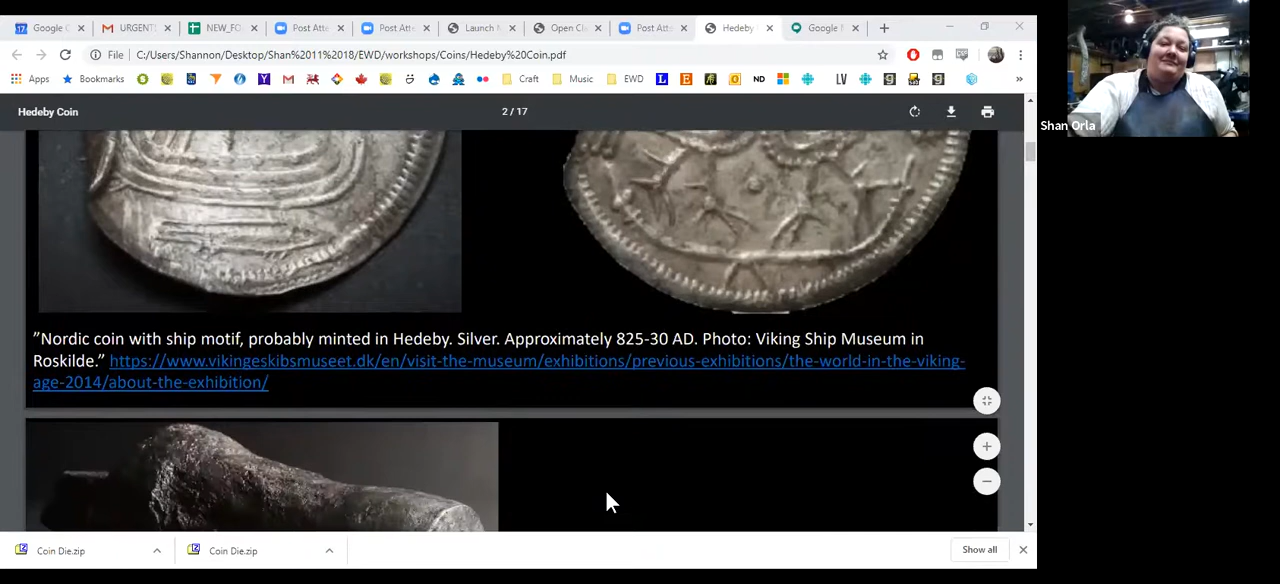 Google C
URGENT:
NEW_FO
Post Atte
Post Atte
Launch M
Open Cli
Post Atte
Hedeby
Google M
File
C:/Users/Shannon/Desktop/Shan%2011%2018/EWD/workshops/Coins/Hedeby%20Coin.pdf
Apps
Bookmarks
Craft
Music
EWD
ND
LV
Hedeby Coin
2 / 17
Shan Orla
"Nordic coin with ship motif, probably minted in Hedeby. Silver. Approximately 825-30 AD. Photo: Viking Ship Museum in
Roskilde." https://www.vikingeskibsmuseet.dk/en/visit-the-museum/exhibitions/previous-exhibitions/the-world-in-the-viking-
age-2014/about-the-exhibition/
Coin Die.zip
Coin Die.zip
Show all